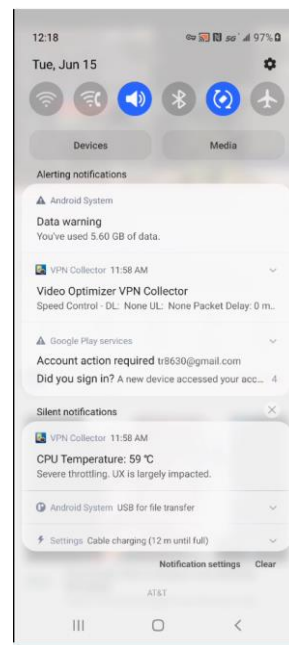 12:18 5G 97%
Tue, Jun 15
Devices Media
Alerting notifications
Android System
Data warning
You've used 5.60 GB of data.
VPN Collector 11:58 AM
Video Optimizer VPN Collector
Speed Control - DL: None UL: None Packet Delay: 0 m..
Google Play services
Account action required tr8630@gmail.com
Did you sign in? A new device accessed your acc... 4
Silent notifications
VPN Collector 11:58 AM
CPU Temperature: 59 °C
Severe throttling. UX is largely impacted.
Android System USB for file transfer
Settings Cable charging (12 m until full)
Notification settings Clear
AT&T